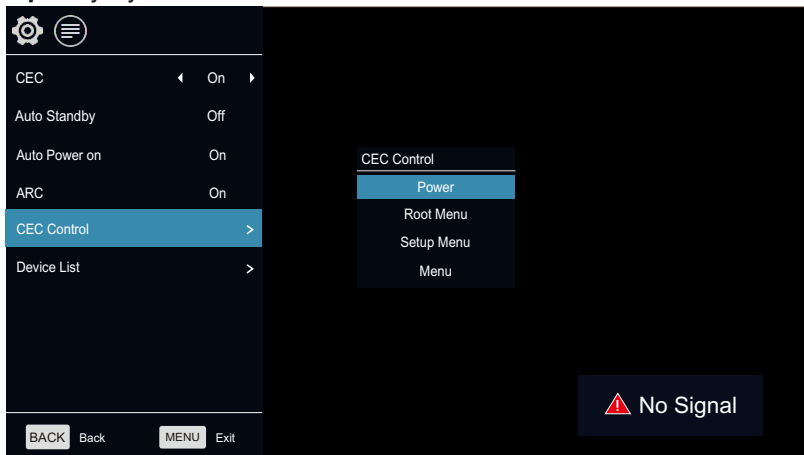 CEC On
Auto Standby Off
Auto Power on On
ARC On
CEC Control >
Device List >
BACK Back MENU Exit
CEC Control
Power
Root Menu
Setup Menu
Menu
No Signal